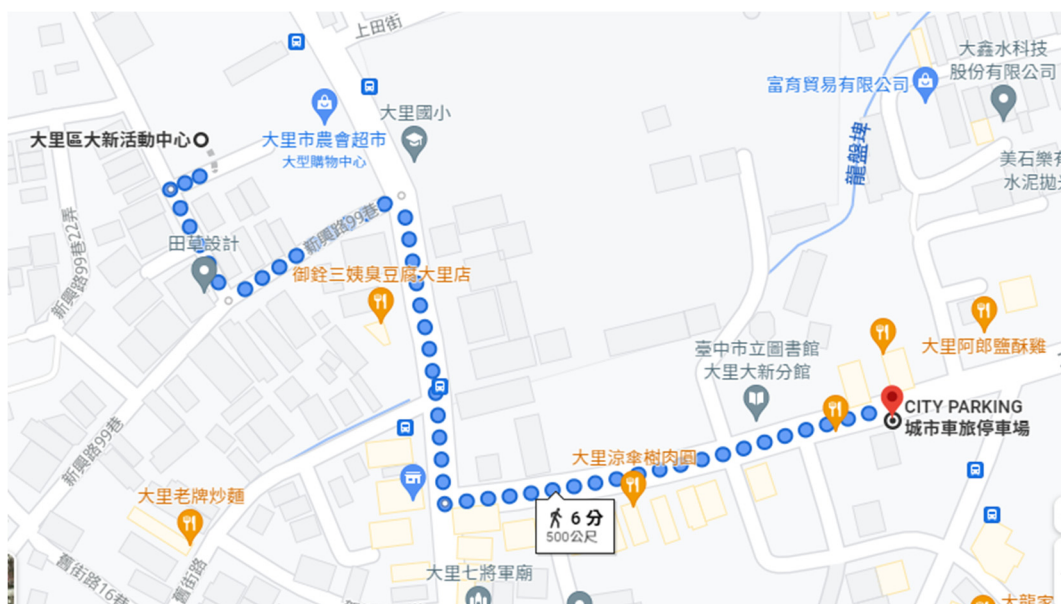 上田街
大鑫水科技
股份有限公司
富育貿易有限公司
大里國小
大里市農會超市
大型購物中心
大里區大新活動中心
龍盤埤
美石樂
水泥拋
新興路99巷
新興路99巷22弄
田草設計
御銓三姨臭豆腐大里店
大里阿郎鹽酥雞
臺中市立圖書館
大里大新分館
CITY PARKING
城市車旅停車場
新興路99巷
大里涼傘樹肉圓
大里老牌炒麵
6 分
500公尺
舊街路16巷
舊街路
大里七將軍廟
大龍家